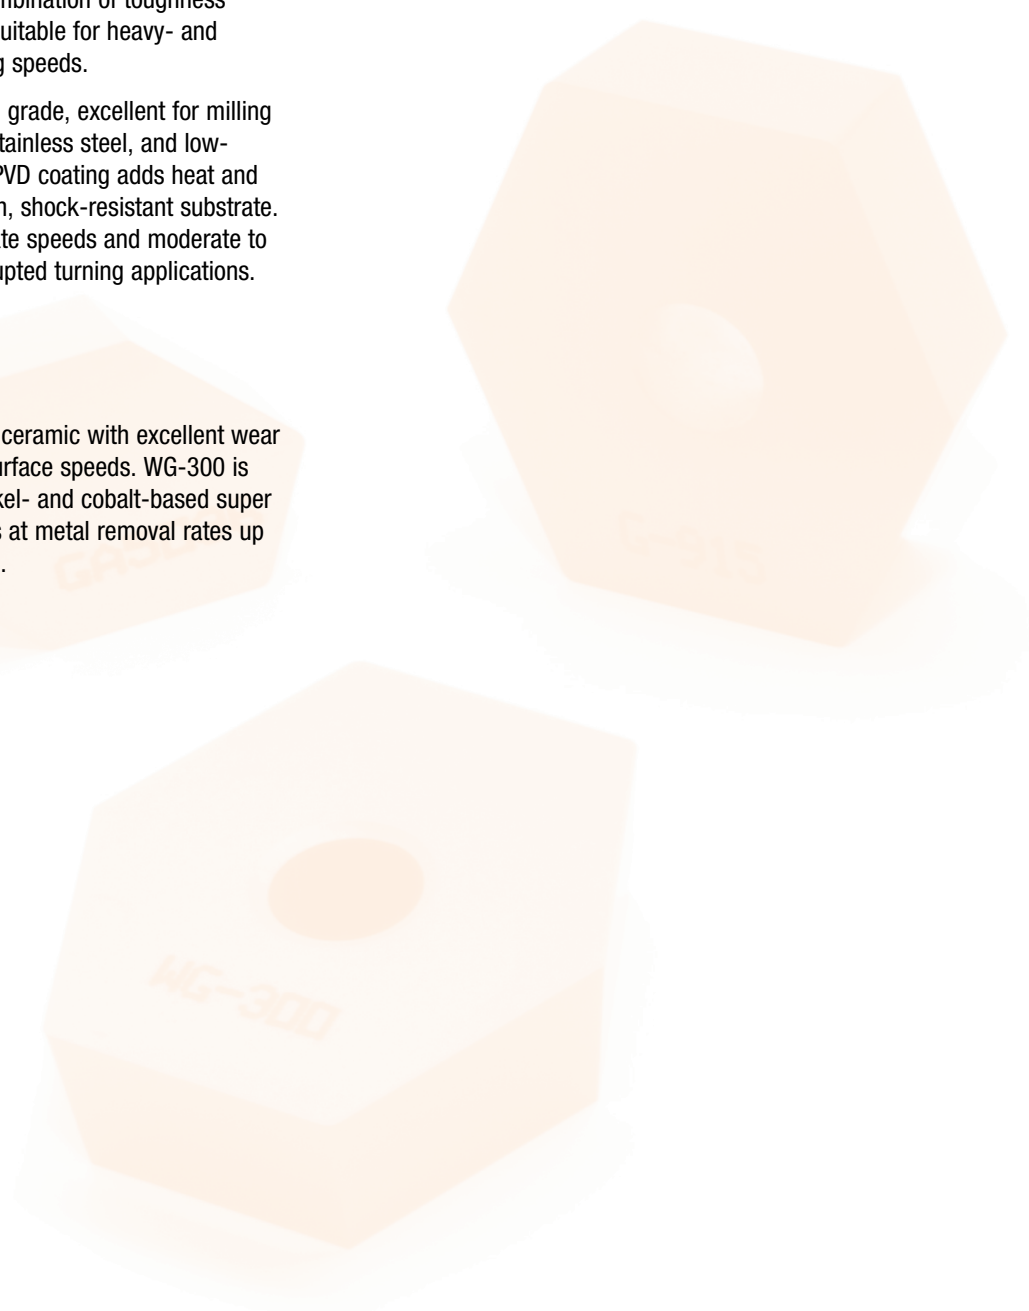 mbination of toughness
uitable for heavy- and
g speeds.
grade, excellent for milling
tainless steel, and low-
PVD coating adds heat and
n, shock-resistant substrate.
te speeds and moderate to
upted turning applications.
ceramic with excellent wear
urface speeds. WG-300 is
kel- and cobalt-based super
s at metal removal rates up
.
WG-300